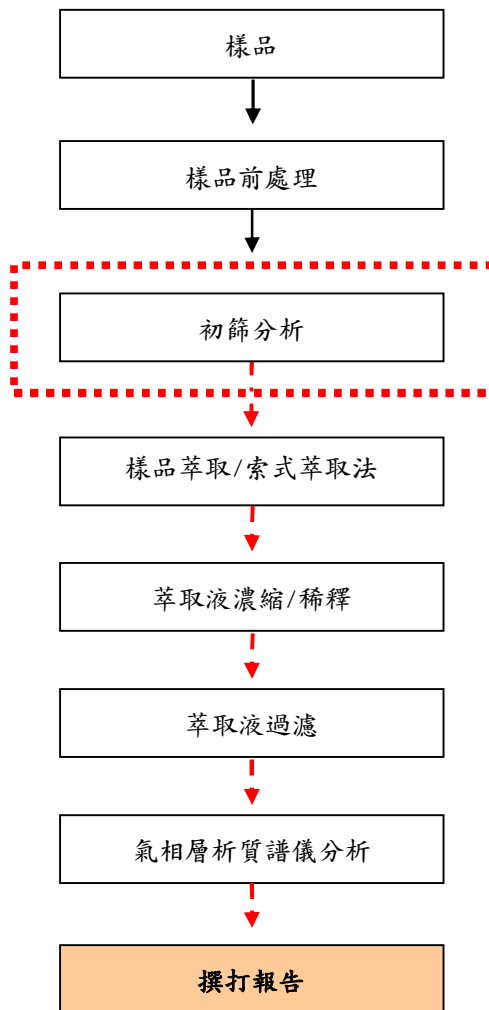 樣品
樣品前處理
初篩分析
樣品萃取/索式萃取法
萃取液濃縮/稀釋
萃取液過濾
氣相層析質譜儀分析
撰打報告